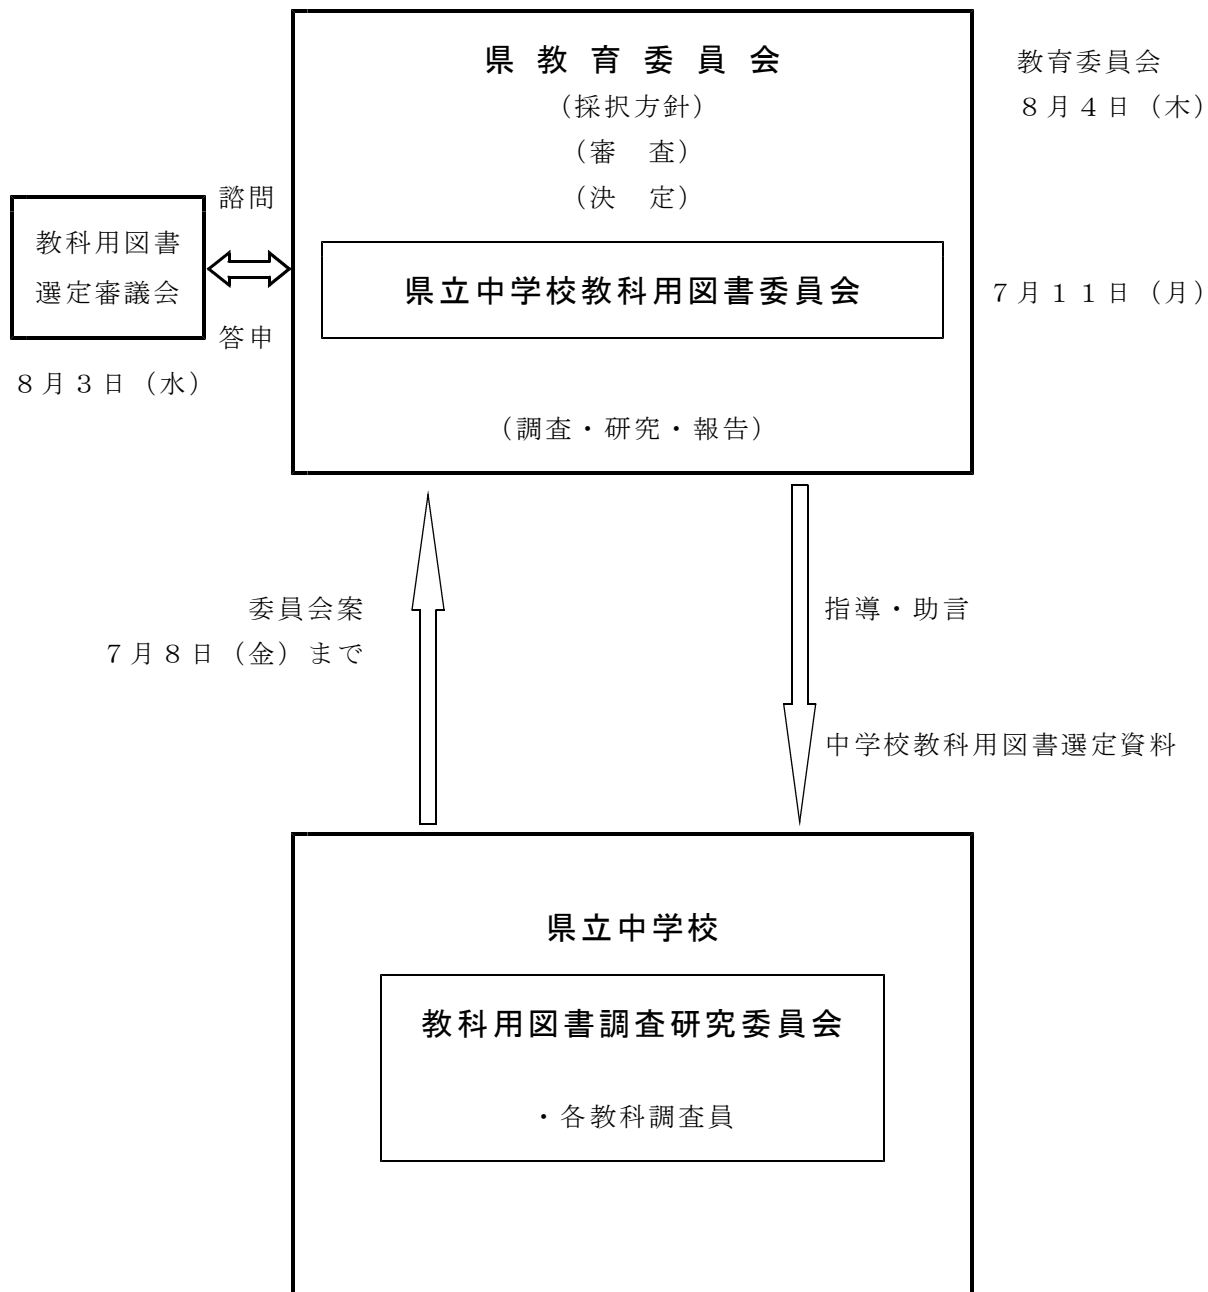 県教育委員会
（採択方針）
（審　査）
（決　定）
教育委員会
８月４日（木）
諮問
教科用図書
選定審議会
答申
８月３日（水）
県立中学校教科用図書委員会
７月１１日（月）
（調査・研究・報告）
委員会案
７月８日（金）まで
指導・助言
中学校教科用図書選定資料
県立中学校
教科用図書調査研究委員会
・各教科調査員